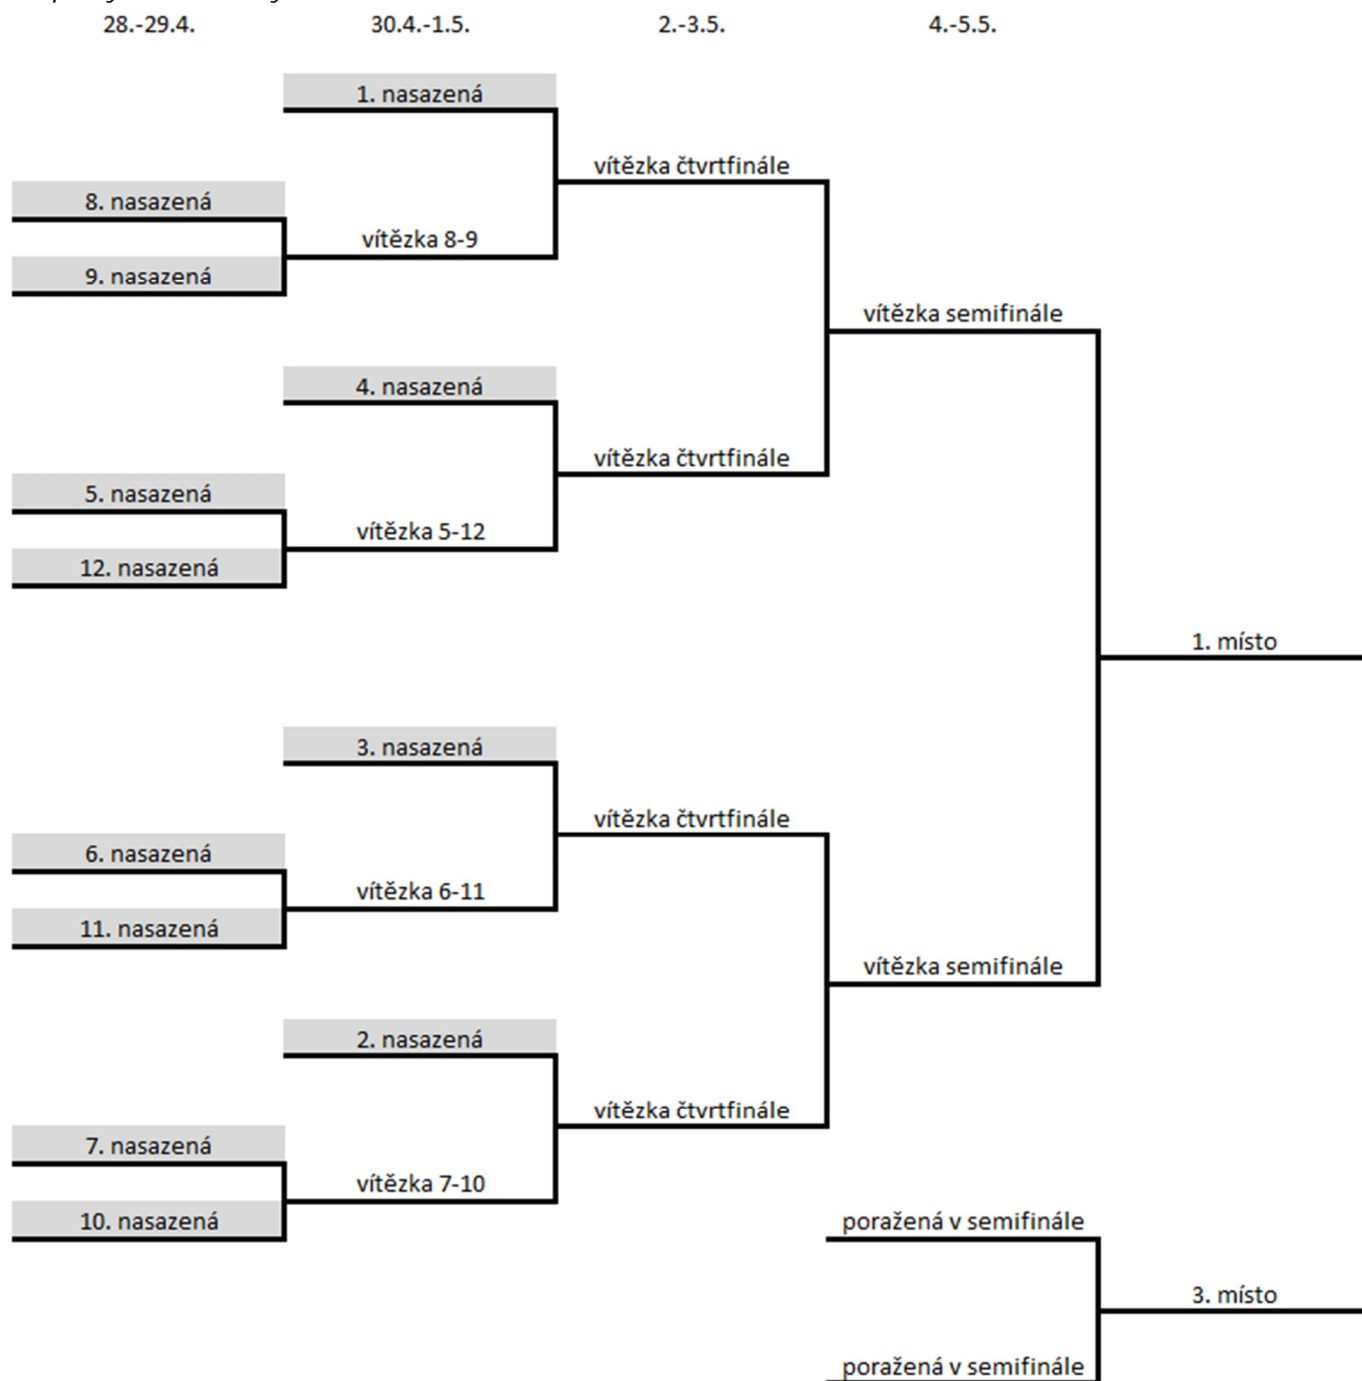 28.-29.4. 30.4.-1.5. 2.-3.5. 4.-5.5.
1. nasazená
vítězka čtvrtfinále
8. nasazená
vítězka 8-9
9. nasazená
vítězka semifinále
4. nasazená
vítězka čtvrtfinále
5. nasazená
vítězka 5-12
12. nasazená
1. místo
3. nasazená
vítězka čtvrtfinále
6. nasazená
vítězka 6-11
11. nasazená
vítězka semifinále
2. nasazená
vítězka čtvrtfinále
7. nasazená
vítězka 7-10
10. nasazená
poražená v semifinále
3. místo
poražená v semifinále